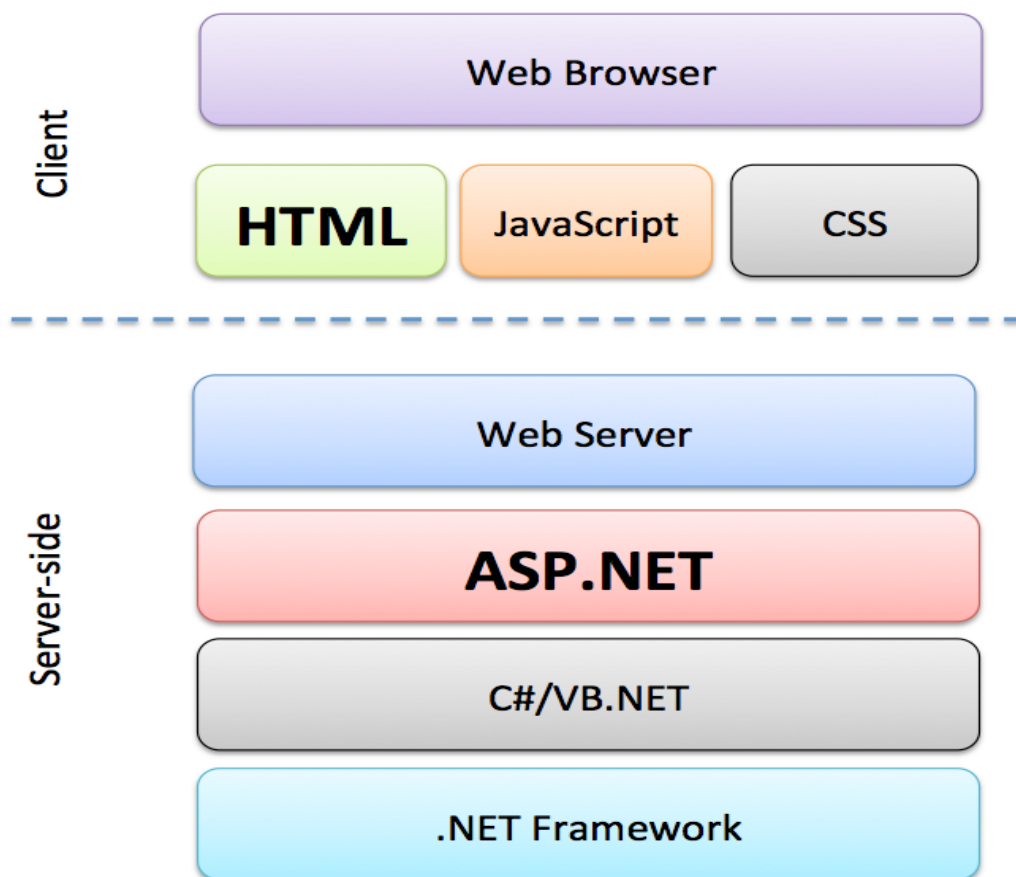 Client
Web Browser
HTML
JavaScript
CSS
Server-side
Web Server
ASP.NET
C#/VB.NET
.NET Framework